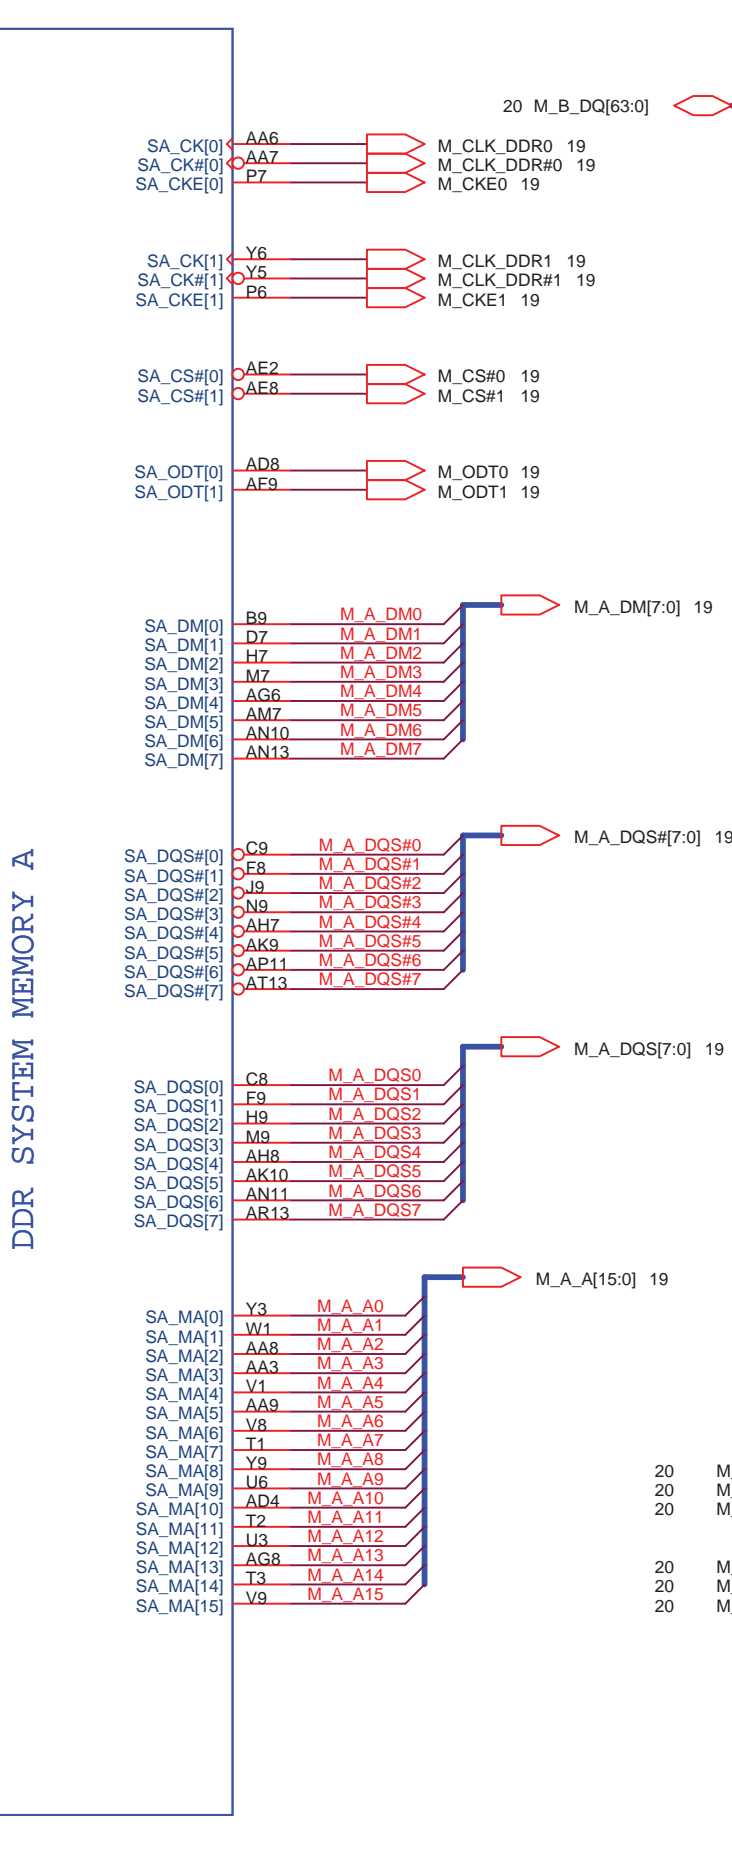 20 M_B_DQ[63:0]
SA_CK[0] AA6 M_CLK_DDR0 19
SA_CK#[0] AA7 M_CLK_DDR#0 19
SA_CKE[0] P7 M_CKE0 19
SA_CK[1] Y6 M_CLK_DDR1 19
SA_CK#[1] Y5 M_CLK_DDR#1 19
SA_CKE[1] P6 M_CKE1 19
SA_CS#[0] AE2 M_CS#0 19
SA_CS#[1] AE8 M_CS#1 19
SA_ODT[0] AD8 M_ODT0 19
SA_ODT[1] AF9 M_ODT1 19
M_A_DM[7:0] 19
SA_DM[0] B9 M_A_DM0
SA_DM[1] D7 M_A_DM1
SA_DM[2] H7 M_A_DM2
SA_DM[3] M7 M_A_DM3
SA_DM[4] AG6 M_A_DM4
SA_DM[5] AM7 M_A_DM5
SA_DM[6] AN10 M_A_DM6
SA_DM[7] AN13 M_A_DM7
DDR SYSTEM MEMORY A
M_A_DQS#[7:0] 19
SA_DQS#[0] C9 M_A_DQS#0
SA_DQS#[1] F8 M_A_DQS#1
SA_DQS#[2] J9 M_A_DQS#2
SA_DQS#[3] N9 M_A_DQS#3
SA_DQS#[4] AH7 M_A_DQS#4
SA_DQS#[5] AK9 M_A_DQS#5
SA_DQS#[6] AP11 M_A_DQS#6
SA_DQS#[7] AT13 M_A_DQS#7
M_A_DQS[7:0] 19
SA_DQS[0] C8 M_A_DQS0
SA_DQS[1] F9 M_A_DQS1
SA_DQS[2] H9 M_A_DQS2
SA_DQS[3] M9 M_A_DQS3
SA_DQS[4] AH8 M_A_DQS4
SA_DQS[5] AK10 M_A_DQS5
SA_DQS[6] AN11 M_A_DQS6
SA_DQS[7] AR13 M_A_DQS7
M_A_A[15:0] 19
SA_MA[0] Y3 M_A_A0
SA_MA[1] W1 M_A_A1
SA_MA[2] AA8 M_A_A2
SA_MA[3] AA3 M_A_A3
SA_MA[4] V1 M_A_A4
SA_MA[5] AA9 M_A_A5
SA_MA[6] V8 M_A_A6
SA_MA[7] T1 M_A_A7
SA_MA[8] Y9 M_A_A8 20 M_
SA_MA[9] U6 M_A_A9 20 M_
SA_MA[10] AD4 M_A_A10 20 M_
SA_MA[11] T2 M_A_A11
SA_MA[12] U3 M_A_A12
SA_MA[13] AG8 M_A_A13 20 M_
SA_MA[14] T3 M_A_A14 20 M_
SA_MA[15] V9 M_A_A15 20 M_